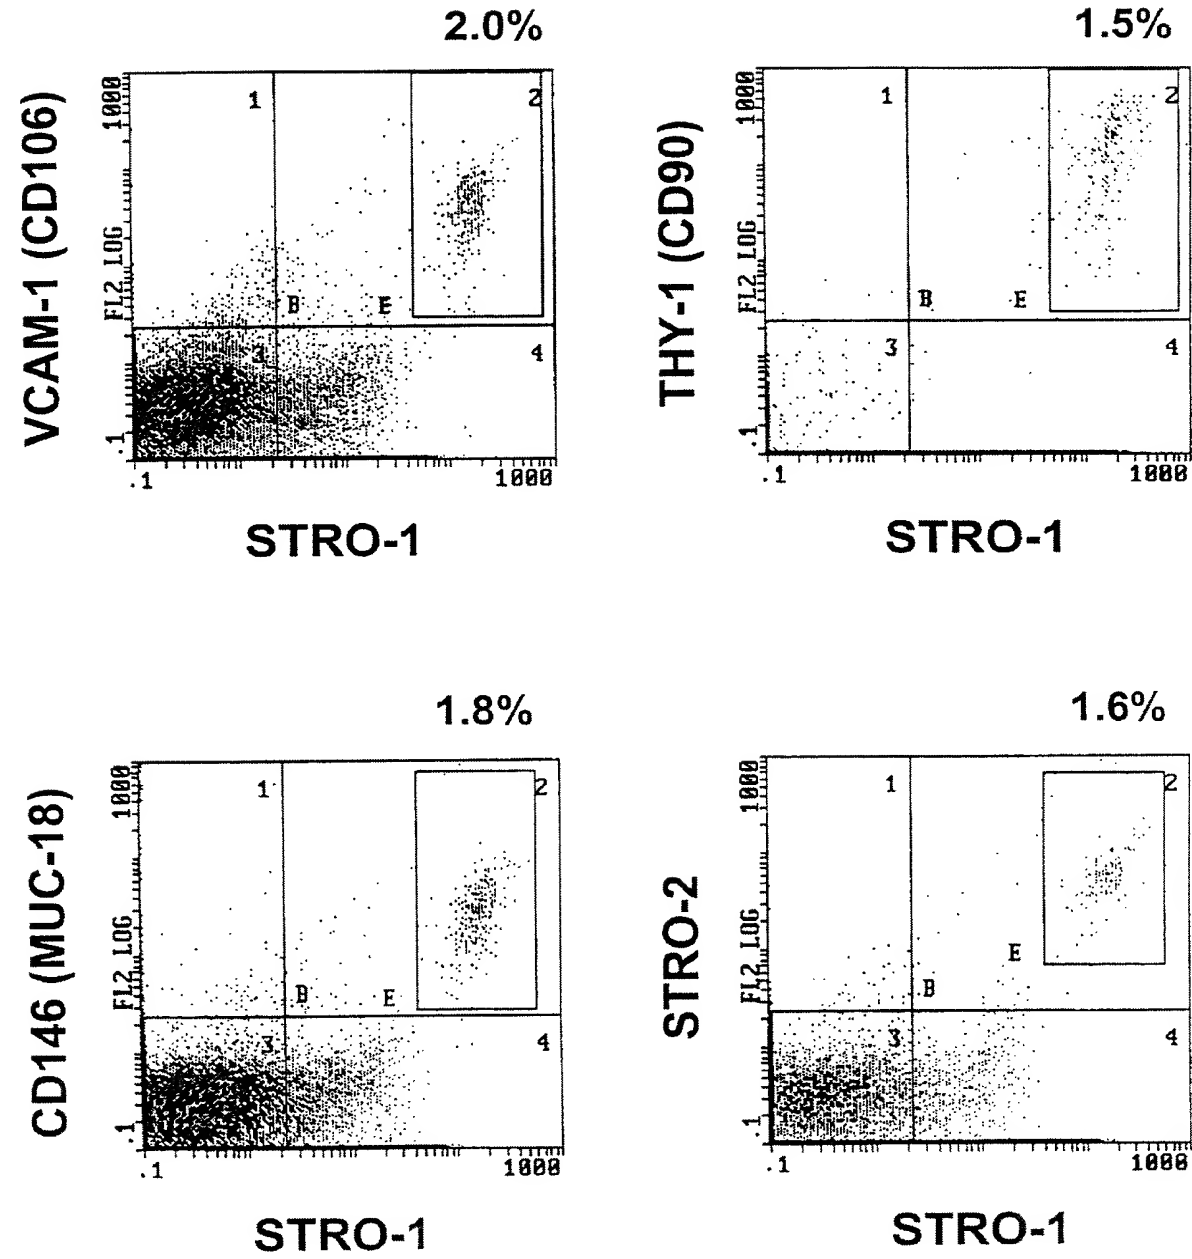 2.0%
VCAM-1 (CD106)
FL2 LOG
1000
.1
1
2
B
E
3
4
.1
1000
STRO-1
1.5%
THY-1 (CD90)
FL2 LOG
1000
.1
1
2
B
E
3
4
.1
1000
STRO-1
1.8%
CD146 (MUC-18)
FL2 LOG
1000
.1
1
2
B
E
3
4
.1
1000
STRO-1
1.6%
STRO-2
FL2 LOG
1000
.1
1
2
E
B
3
4
.1
1000
STRO-1